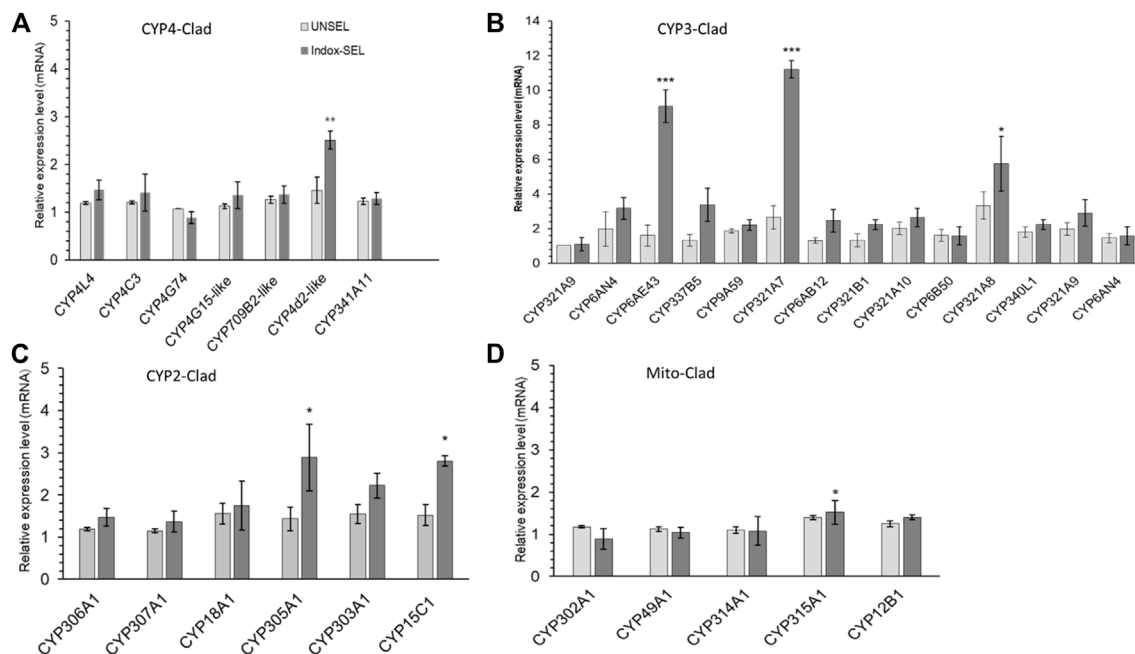 A
CYP4-Clad
UNSEL
Indox-SEL
Relative expression level (mRNA)
5
4
3
2
1
0
**
CYP4L4
CYP4C3
CYP4G74
CYP4G15-like
CYP709B2-like
CYP4d2-like
CYP341A11
B
CYP3-Clad
Relative expression level (mRNA)
14
12
10
8
6
4
2
0
***
***
*
CYP321A9
CYP6AN4
CYP6AE43
CYP337B5
CYP9A59
CYP321A7
CYP6AB12
CYP321B1
CYP321A10
CYP6B50
CYP321A8
CYP340L1
CYP321A9
CYP6AN4
C
CYP2-Clad
Relative expression level (mRNA)
5
4
3
2
1
0
*
*
CYP306A1
CYP307A1
CYP18A1
CYP305A1
CYP303A1
CYP15C1
D
Mito-Clad
Relative expression level (mRNA)
5
4
3
2
1
0
*
CYP302A1
CYP49A1
CYP314A1
CYP315A1
CYP12B1